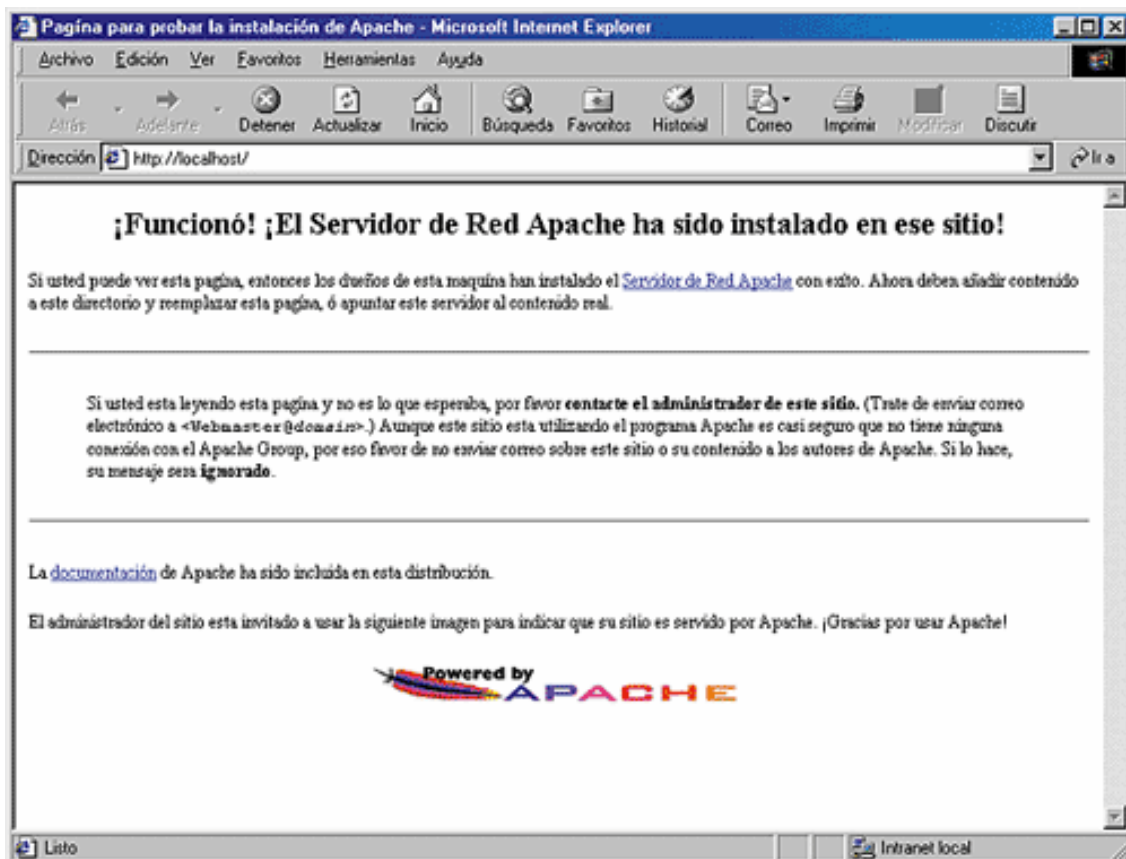 Pagína para probar la instalación de Apache - Microsoft Internet Explorer
Archivo Edición Ver Favoritos Herramientas Ayuda
Atrás Adelante Detener Actualizar Inicio Búsqueda Favoritos Historial Correo Imprimir Modificar Discutir
Dirección http://localhost/ Ir a
¡Funcionó! ¡El Servidor de Red Apache ha sido instalado en ese sitio!
Si usted puede ver esta pagína, entonces los dueños de esta maquína han instalado el Servidor de Red Apache con exíto. Ahora deben añadir contenido
a este directorio y reemplazar esta pagína, ó apuntar este servidor al contenido real.
Si usted esta leyendo esta pagína y no es lo que esperaba, por favor contacte el administrador de este sitio. (Trate de enviar correo
electrónico a <Webmaster@domain>.) Aunque este sitio esta utilizando el programa Apache es casi seguro que no tiene ninguna
conexión con el Apache Group, por eso favor de no enviar correo sobre este sitio o su contenido a los autores de Apache. Si lo hace,
su mensaje sera ignorado.
La documentación de Apache ha sido incluida en esta distribución.
El administrador del sitio esta invitado a usar la siguiente imagen para indicar que su sitio es servido por Apache. ¡Gracias por usar Apache!
Powered by
APACHE
Listo Intranet local